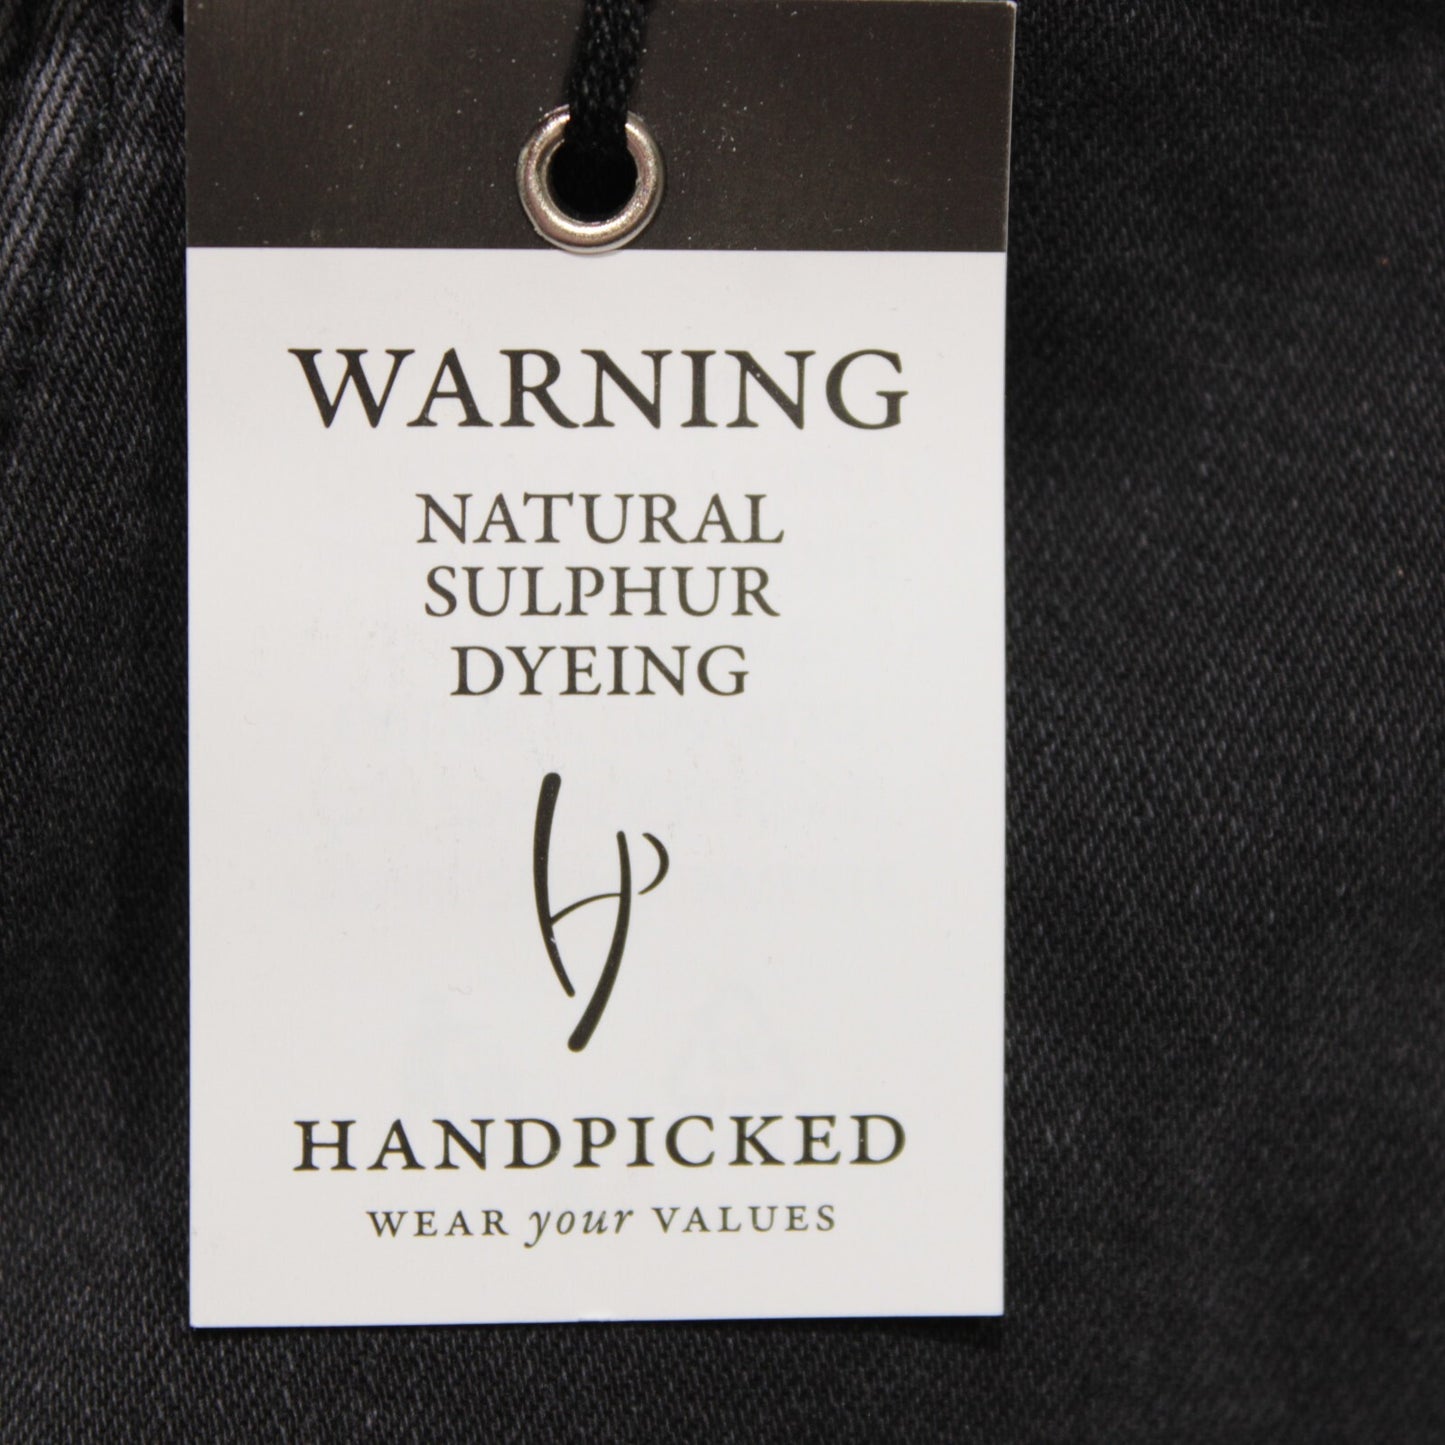 WARNING
NATURAL
SULPHUR
DYEING
HANDPICKED
WEAR your VALUES